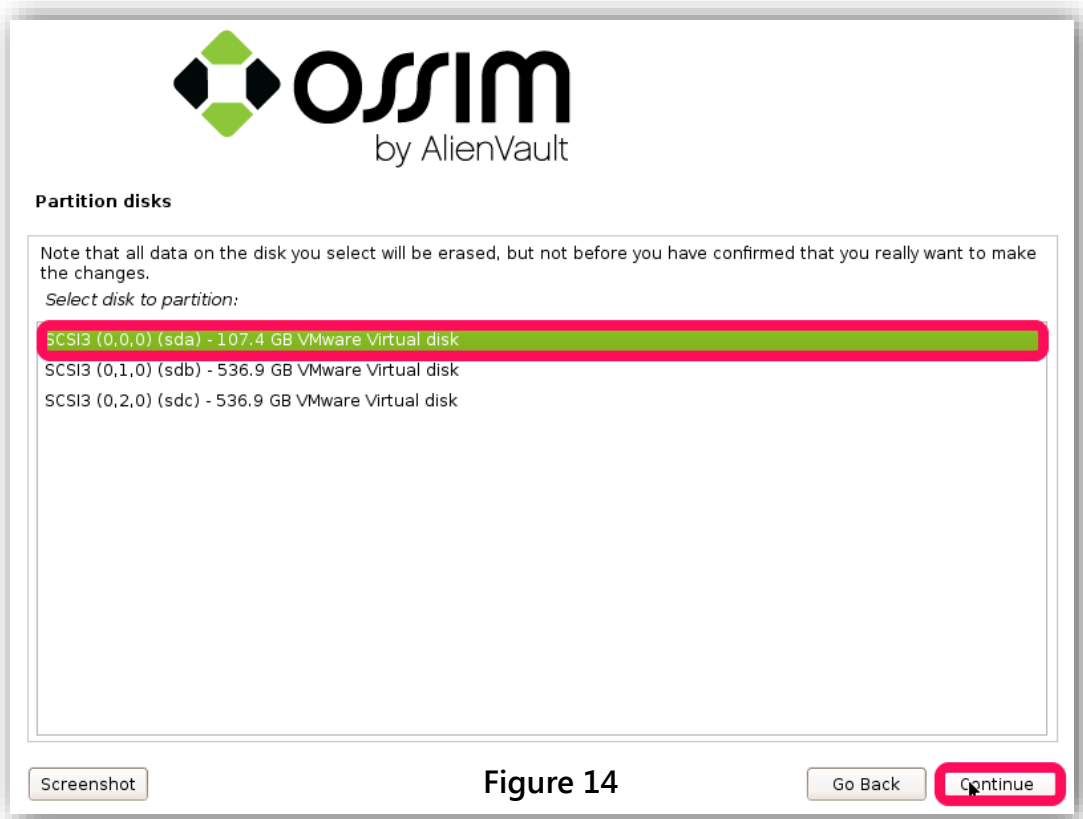 OSSIM
by AlienVault
Partition disks
Note that all data on the disk you select will be erased, but not before you have confirmed that you really want to make
the changes.
Select disk to partition:
SCSI3 (0,0,0) (sda) - 107.4 GB VMware Virtual disk
SCSI3 (0,1,0) (sdb) - 536.9 GB VMware Virtual disk
SCSI3 (0,2,0) (sdc) - 536.9 GB VMware Virtual disk
Screenshot
Figure 14
Go Back
Continue